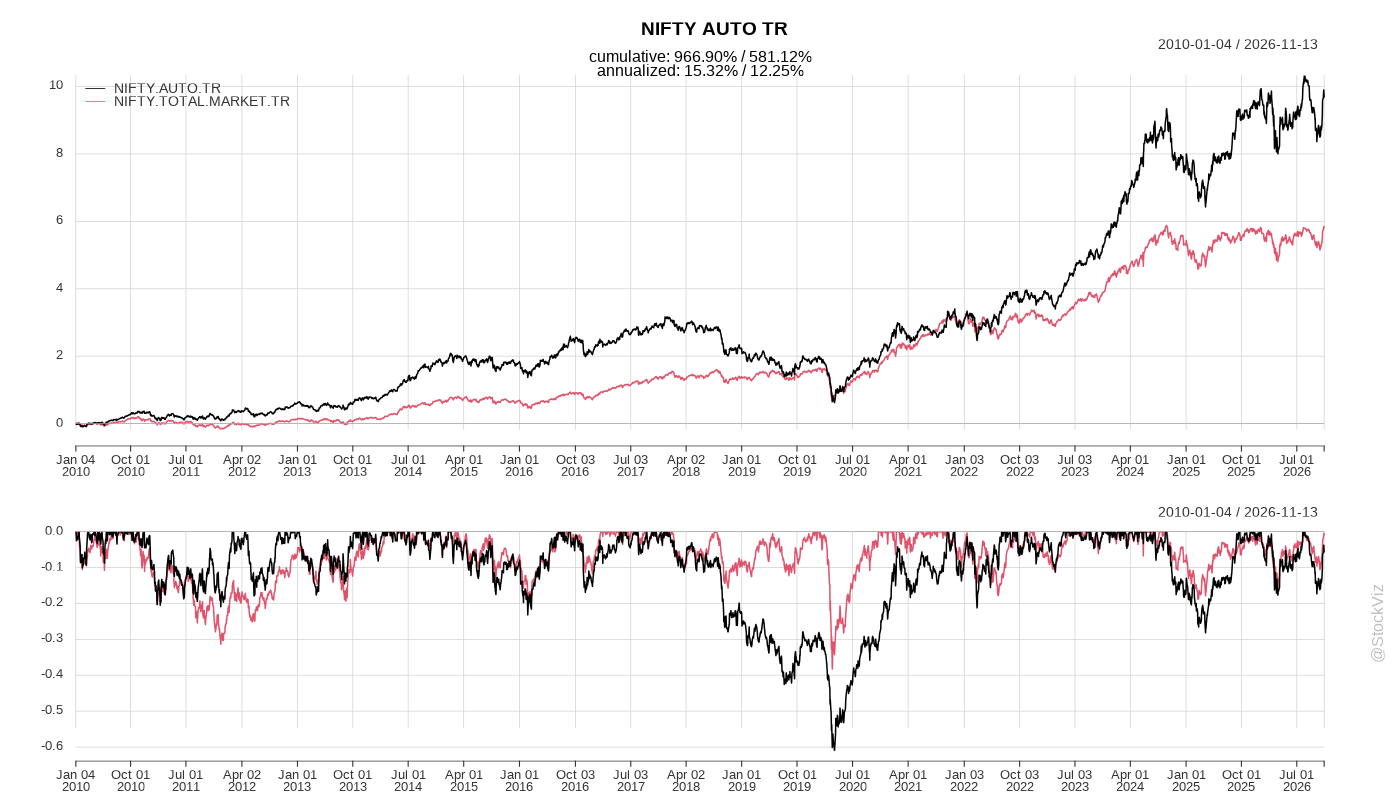 NIFTY AUTO TR
2010-01-04 / 2026-11-13
cumulative: 966.90% / 581.12%
annualized: 15.32% / 12.25%
NIFTY.AUTO.TR
NIFTY.TOTAL.MARKET.TR
10
8
6
4
2
0
Jan 04 Oct 01 Jul 01 Apr 02 Jan 01 Oct 01 Jul 01 Apr 01 Jan 01 Oct 03 Jul 03 Apr 02 Jan 01 Oct 01 Jul 01 Apr 01 Jan 03 Oct 03 Jul 03 Apr 01 Jan 01 Oct 01 Jul 01
2010 2010 2011 2012 2013 2013 2014 2015 2016 2016 2017 2018 2019 2019 2020 2021 2022 2022 2023 2024 2025 2025 2026
2010-01-04 / 2026-11-13
0.0
-0.1
-0.2
-0.3
-0.4
-0.5
-0.6
Jan 04 Oct 01 Jul 01 Apr 02 Jan 01 Oct 01 Jul 01 Apr 01 Jan 01 Oct 03 Jul 03 Apr 02 Jan 01 Oct 01 Jul 01 Apr 01 Jan 03 Oct 03 Jul 03 Apr 01 Jan 01 Oct 01 Jul 01
2010 2010 2011 2012 2013 2013 2014 2015 2016 2016 2017 2018 2019 2019 2020 2021 2022 2022 2023 2024 2025 2025 2026
@StockViz